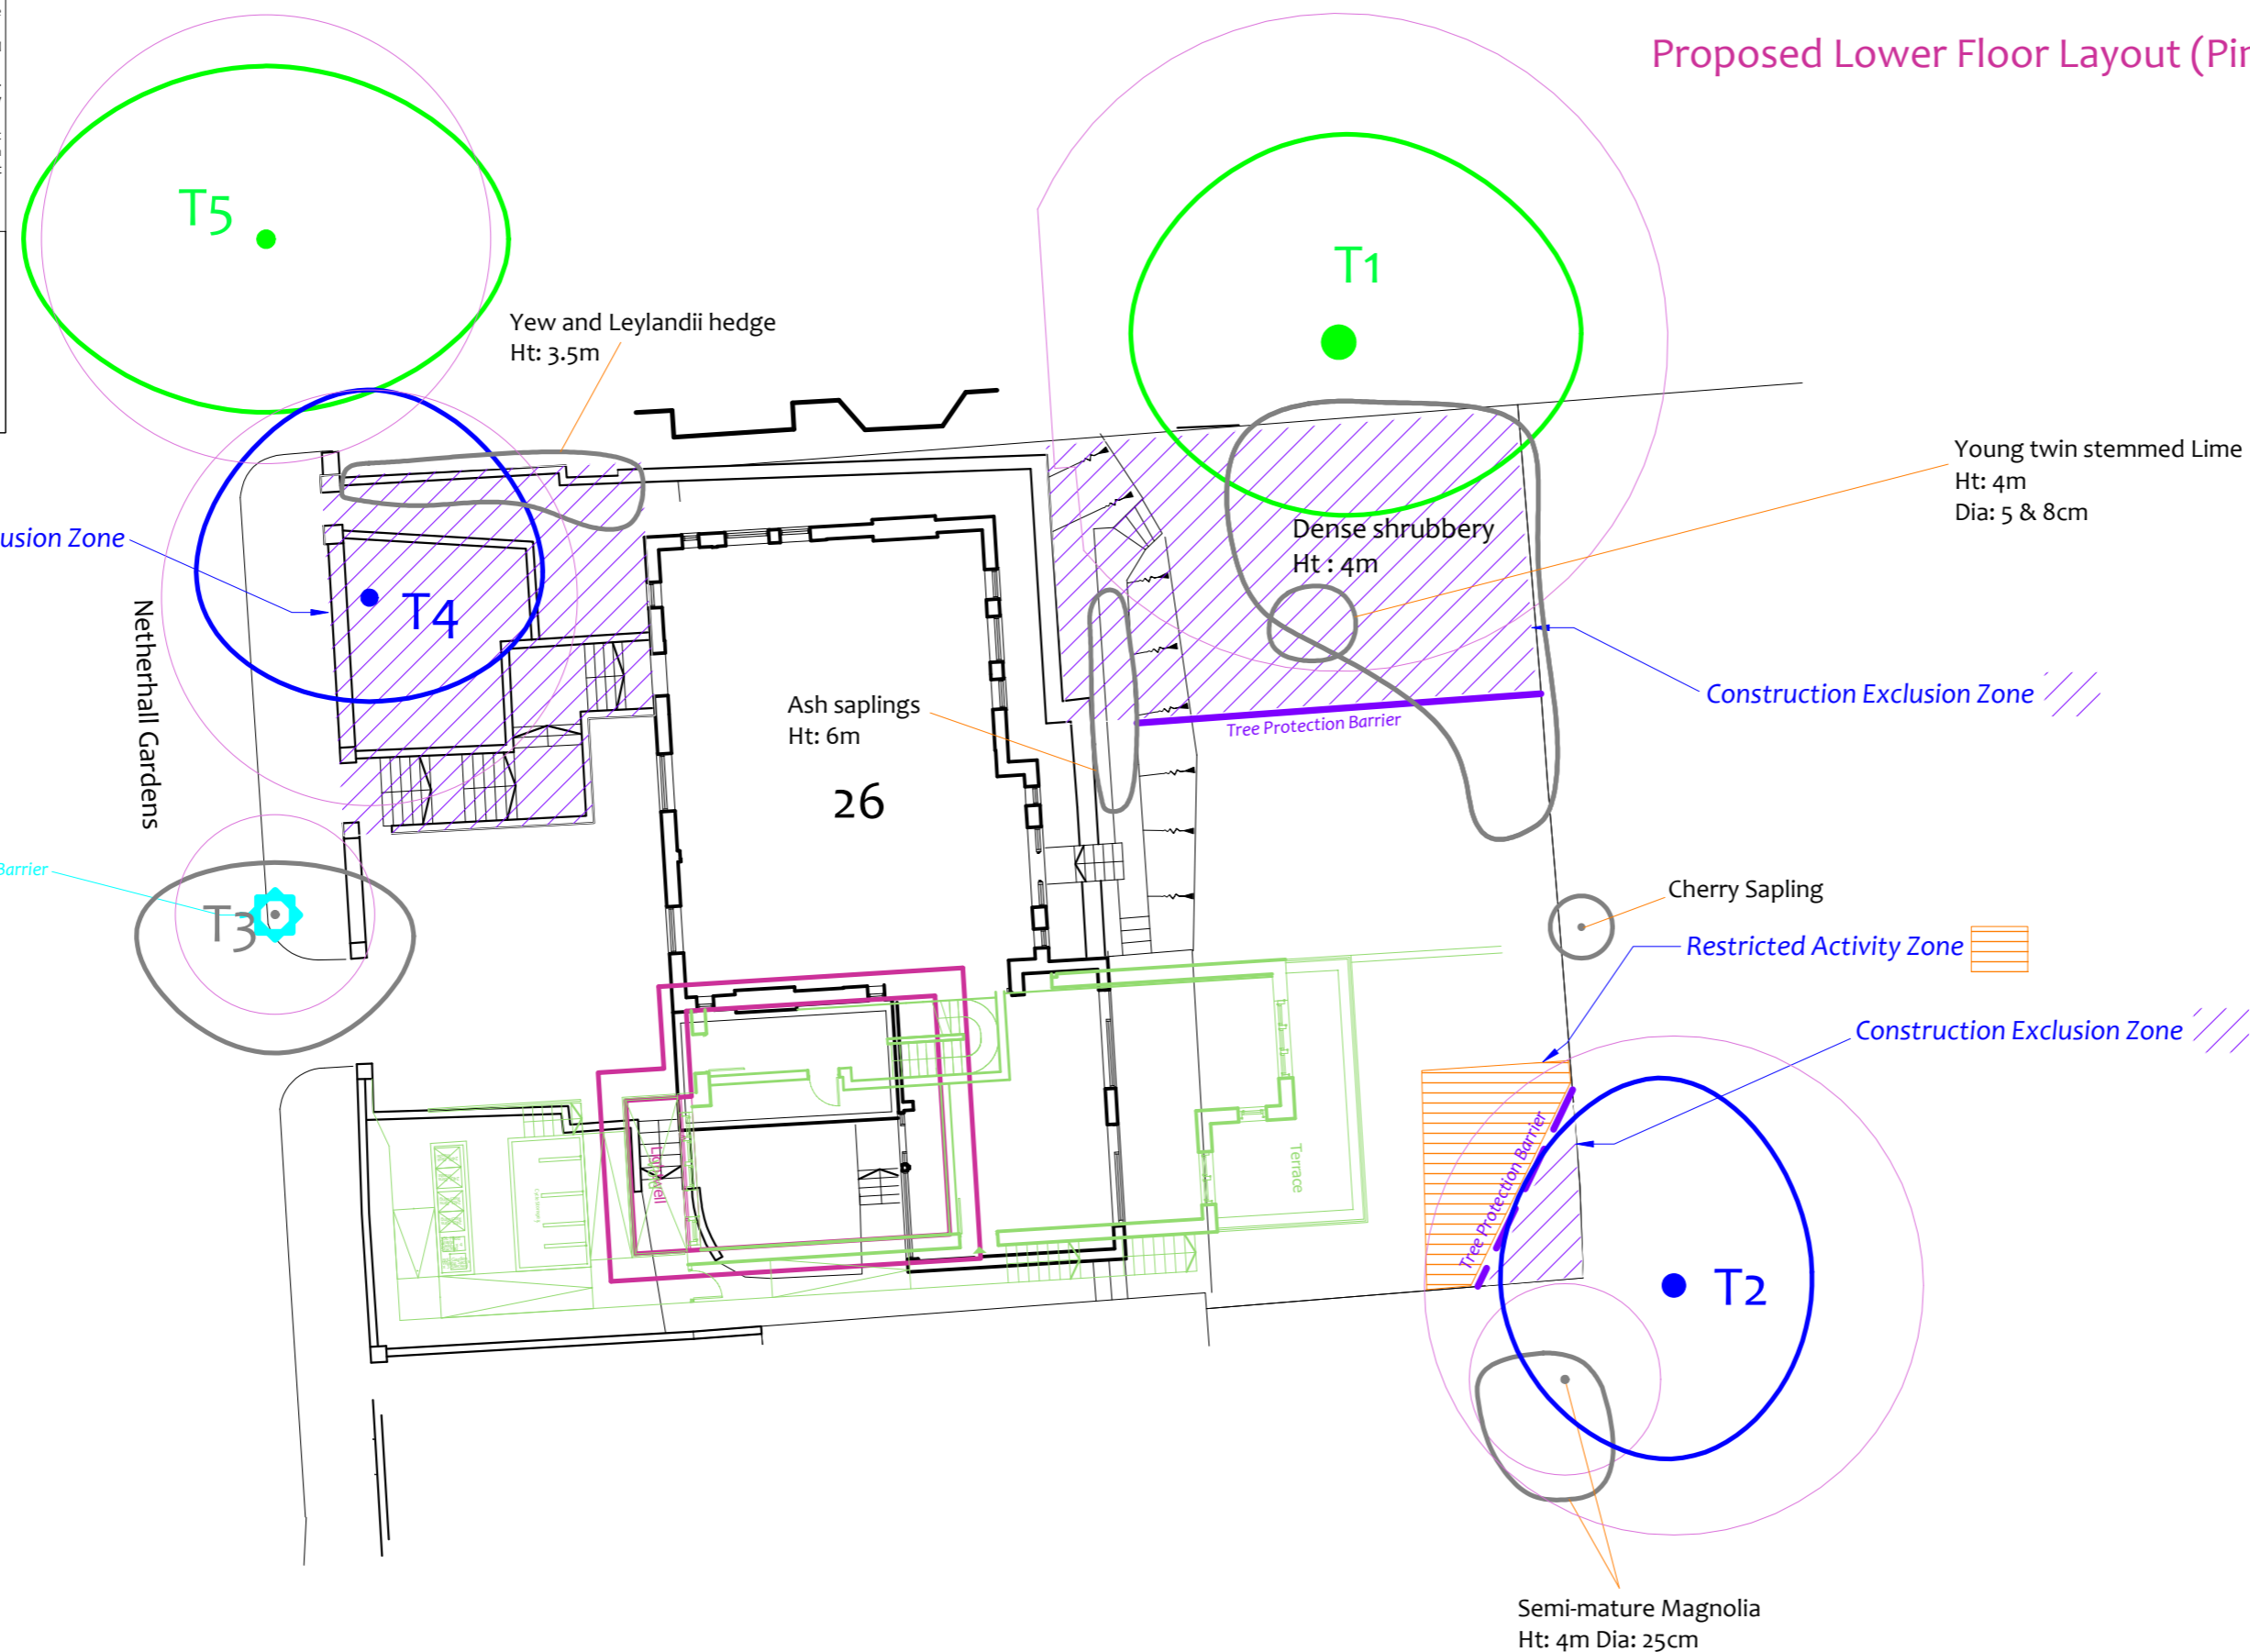 Proposed Lower Floor Layout (Pin
T5
T1
Yew and Leylandii hedge
Ht: 3.5m
Young twin stemmed Lime
Ht: 4m
Dia: 5 & 8cm
Dense shrubbery
Ht : 4m
lusion Zone
T4
Netherhall Gardens
Construction Exclusion Zone
Tree Protection Barrier
Ash saplings
Ht: 6m
26
Barrier
T3
Cherry Sapling
Restricted Activity Zone
Construction Exclusion Zone
Tree Protection Barrier
Lightwell
Terrace
T2
Semi-mature Magnolia
Ht: 4m Dia: 25cm